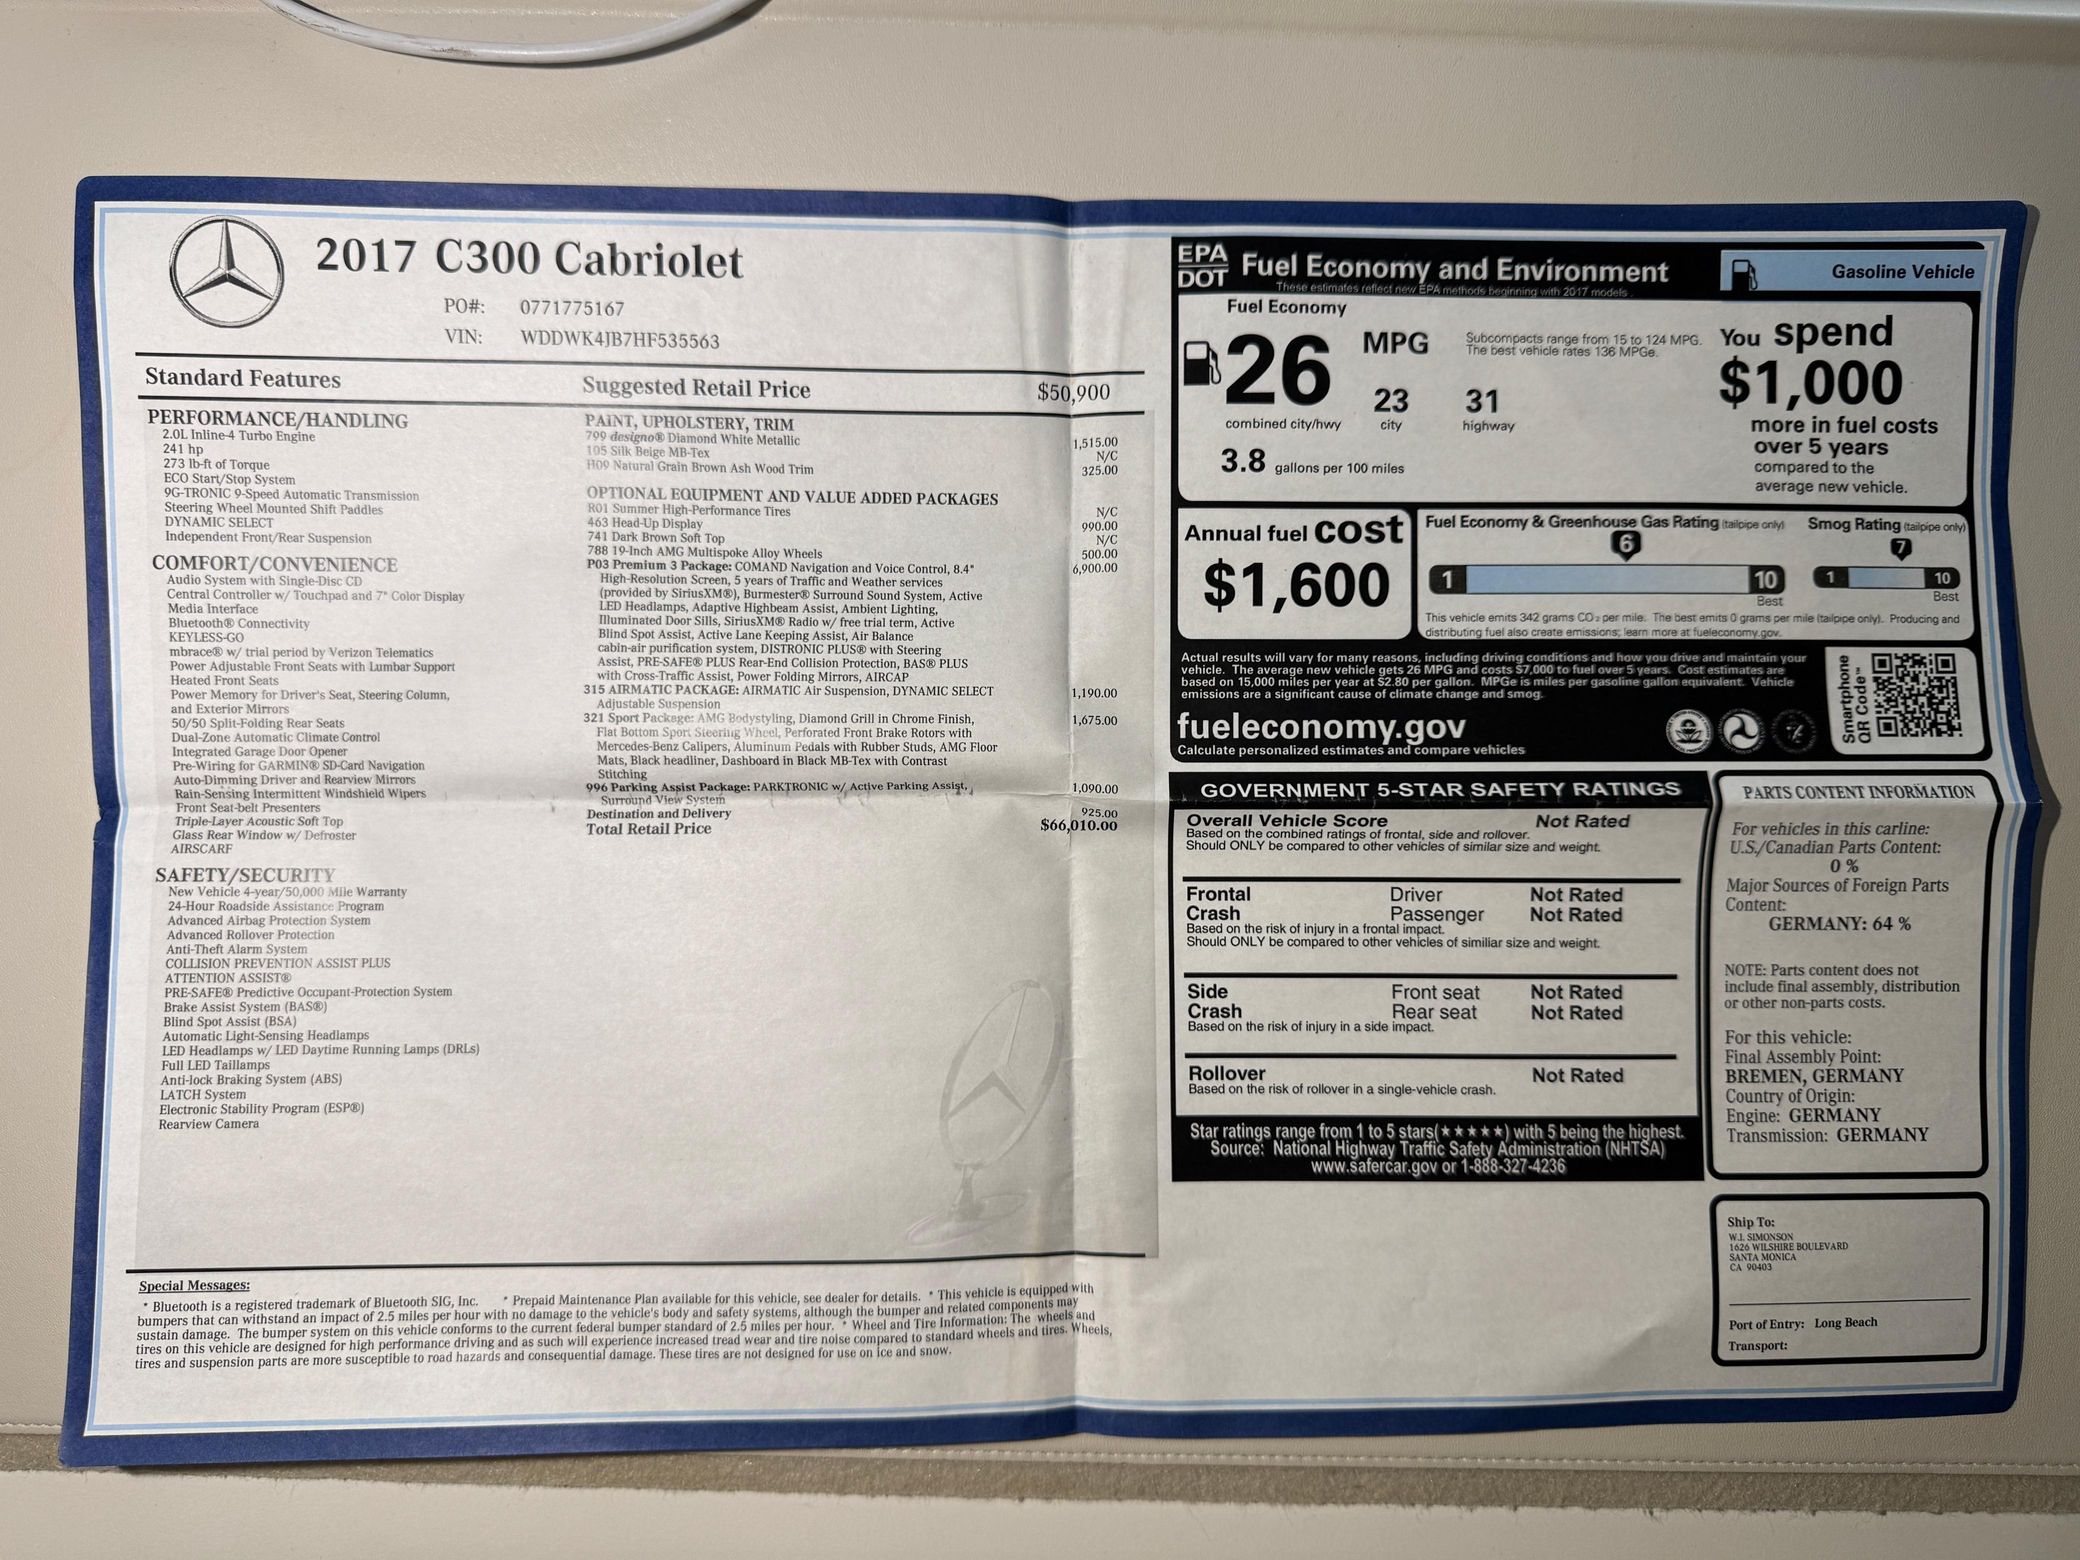 2017 C300 Cabriolet
PO#: 0771775167
VIN: WDDWK4JB7HF535563
Standard Features
Suggested Retail Price $50,900
PERFORMANCE/HANDLING
2.0L Inline-4 Turbo Engine
241 hp
273 lb-ft of Torque
ECO Start/Stop System
9G-TRONIC 9-Speed Automatic Transmission
Steering Wheel Mounted Shift Paddles
DYNAMIC SELECT
Independent Front/Rear Suspension
COMFORT/CONVENIENCE
Audio System with Single-Disc CD
Central Controller w/ Touchpad and 7" Color Display
Media Interface
Bluetooth® Connectivity
KEYLESS-GO
mbrace® w/ trial period by Verizon Telematics
Power Adjustable Front Seats with Lumbar Support
Heated Front Seats
Power Memory for Driver's Seat, Steering Column,
and Exterior Mirrors
50/50 Split-Folding Rear Seats
Dual-Zone Automatic Climate Control
Integrated Garage Door Opener
Pre-Wiring for GARMIN® SD-Card Navigation
Auto-Dimming Driver and Rearview Mirrors
Rain-Sensing Intermittent Windshield Wipers
Front Seat-belt Presenters
Triple-Layer Acoustic Soft Top
Glass Rear Window w/ Defroster
AIRSCARF
SAFETY/SECURITY
New Vehicle 4-year/50,000 Mile Warranty
24-Hour Roadside Assistance Program
Advanced Airbag Protection System
Advanced Rollover Protection
Anti-Theft Alarm System
COLLISION PREVENTION ASSIST PLUS
ATTENTION ASSIST®
PRE-SAFE® Predictive Occupant-Protection System
Brake Assist System (BAS®)
Blind Spot Assist (BSA)
Automatic Light-Sensing Headlamps
LED Headlamps w/ LED Daytime Running Lamps (DRLs)
Full LED Taillamps
Anti-lock Braking System (ABS)
LATCH System
Electronic Stability Program (ESP®)
Rearview Camera
PAINT, UPHOLSTERY, TRIM
799 designo® Diamond White Metallic 1,515.00
105 Silk Beige MB-Tex N/C
H09 Natural Grain Brown Ash Wood Trim 325.00
OPTIONAL EQUIPMENT AND VALUE ADDED PACKAGES
R01 Summer High-Performance Tires N/C
463 Head-Up Display 990.00
741 Dark Brown Soft Top N/C
788 19-Inch AMG Multispoke Alloy Wheels 500.00
P03 Premium 3 Package: COMAND Navigation and Voice Control, 8.4" 6,900.00
High-Resolution Screen, 5 years of Traffic and Weather services
(provided by SiriusXM®), Burmester® Surround Sound System, Active
LED Headlamps, Adaptive Highbeam Assist, Ambient Lighting,
Illuminated Door Sills, SiriusXM® Radio w/ free trial term, Active
Blind Spot Assist, Active Lane Keeping Assist, Air Balance
cabin-air purification system, DISTRONIC PLUS® with Steering
Assist, PRE-SAFE® PLUS Rear-End Collision Protection, BAS® PLUS
with Cross-Traffic Assist, Power Folding Mirrors, AIRCAP
315 AIRMATIC PACKAGE: AIRMATIC Air Suspension, DYNAMIC SELECT 1,190.00
Adjustable Suspension
321 Sport Package: AMG Bodystyling, Diamond Grill in Chrome Finish, 1,675.00
Flat Bottom Sport Steering Wheel, Perforated Front Brake Rotors with
Mercedes-Benz Calipers, Aluminum Pedals with Rubber Studs, AMG Floor
Mats, Black headliner, Dashboard in Black MB-Tex with Contrast
Stitching
996 Parking Assist Package: PARKTRONIC w/ Active Parking Assist, 1,090.00
Surround View System
Destination and Delivery 925.00
Total Retail Price $66,010.00
Special Messages:
* Bluetooth is a registered trademark of Bluetooth SIG, Inc. * Prepaid Maintenance Plan available for this vehicle, see dealer for details. * This vehicle is equipped with
bumpers that can withstand an impact of 2.5 miles per hour with no damage to the vehicle's body and safety systems, although the bumper and related components may
sustain damage. The bumper system on this vehicle conforms to the current federal bumper standard of 2.5 miles per hour. * Wheel and Tire Information: The wheels and
tires on this vehicle are designed for high performance driving and as such will experience increased tread wear and tire noise compared to standard wheels and tires. Wheels,
tires and suspension parts are more susceptible to road hazards and consequential damage. These tires are not designed for use on ice and snow.
EPA
DOT Fuel Economy and Environment
These estimates reflect new EPA methods beginning with 2017 models.
Gasoline Vehicle
Fuel Economy
26 MPG
combined city/hwy
23 city
31 highway
3.8 gallons per 100 miles
Subcompacts range from 15 to 124 MPG.
The best vehicle rates 136 MPGe.
You spend
$1,000
more in fuel costs
over 5 years
compared to the
average new vehicle.
Annual fuel cost
$1,600
Fuel Economy & Greenhouse Gas Rating (tailpipe only)
6
1 10
Best
Smog Rating (tailpipe only)
7
1 10
Best
This vehicle emits 342 grams CO2 per mile. The best emits 0 grams per mile (tailpipe only). Producing and
distributing fuel also create emissions; learn more at fueleconomy.gov.
Actual results will vary for many reasons, including driving conditions and how you drive and maintain your
vehicle. The average new vehicle gets 26 MPG and costs $7,000 to fuel over 5 years. Cost estimates are
based on 15,000 miles per year at $2.80 per gallon. MPGe is miles per gasoline gallon equivalent. Vehicle
emissions are a significant cause of climate change and smog.
fueleconomy.gov
Calculate personalized estimates and compare vehicles
Smartphone
QR Code™
GOVERNMENT 5-STAR SAFETY RATINGS
Overall Vehicle Score Not Rated
Based on the combined ratings of frontal, side and rollover.
Should ONLY be compared to other vehicles of similar size and weight.
Frontal Driver Not Rated
Crash Passenger Not Rated
Based on the risk of injury in a frontal impact.
Should ONLY be compared to other vehicles of similiar size and weight.
Side Front seat Not Rated
Crash Rear seat Not Rated
Based on the risk of injury in a side impact.
Rollover Not Rated
Based on the risk of rollover in a single-vehicle crash.
Star ratings range from 1 to 5 stars(★★★★★) with 5 being the highest.
Source: National Highway Traffic Safety Administration (NHTSA)
www.safercar.gov or 1-888-327-4236
PARTS CONTENT INFORMATION
For vehicles in this carline:
U.S./Canadian Parts Content:
0 %
Major Sources of Foreign Parts
Content:
GERMANY: 64 %
NOTE: Parts content does not
include final assembly, distribution
or other non-parts costs.
For this vehicle:
Final Assembly Point:
BREMEN, GERMANY
Country of Origin:
Engine: GERMANY
Transmission: GERMANY
Ship To:
W.I. SIMONSON
1626 WILSHIRE BOULEVARD
SANTA MONICA
CA 90403
Port of Entry: Long Beach
Transport: